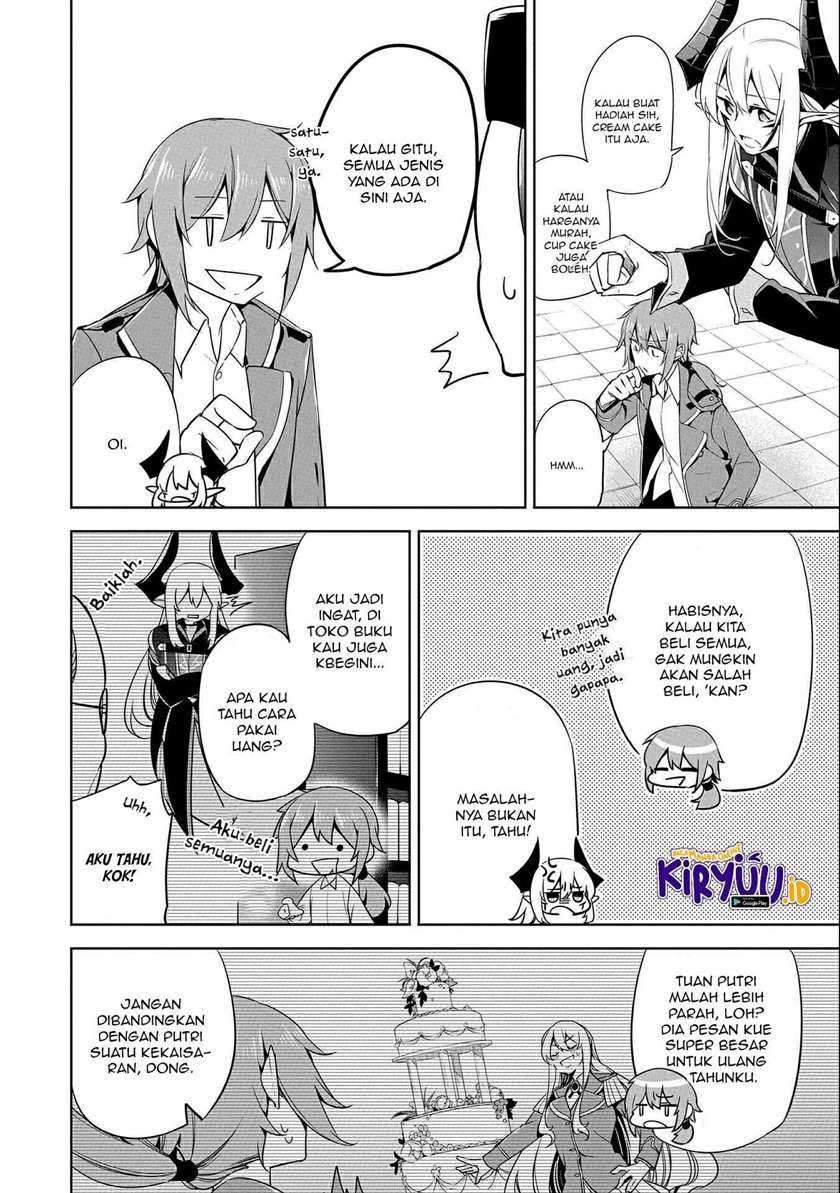 KALAU BUAT
HADIAH SIH,
CREAM CAKE
ITU AJA.
ATAU
KALAU
HARGANYA
MURAH,
CUP CAKE
JUGA
BOLEH.
HMM...
KALAU GITU,
SEMUA JENIS
YANG ADA DI
SINI AJA.
satu-
satu,
ya.
OI.
HABISNYA,
KALAU KITA
BELI SEMUA,
GAK MUNGKIN
AKAN SALAH
BELI, 'KAN?
Kita punya
banyak
uang, jadi
gapapa.
MASALAH-
NYA BUKAN
ITU, TAHU!
KIRYUU.id
Google Play
AKU JADI
INGAT, DI
TOKO BUKU
KAU JUGA
KBEGINI...
APA KAU
TAHU CARA
PAKAI
UANG?
Baiklah.
Aku beli
semuanya...!
Uhh,
AKU TAHU,
KOK!
TUAN PUTRI
MALAH LEBIH
PARAH, LOH?
DIA PESAN KUE
SUPER BESAR
UNTUK ULANG
TAHUNKU.
JANGAN
DIBANDINGKAN
DENGAN PUTRI
SUATU KEKAISA-
RAN, DONG.